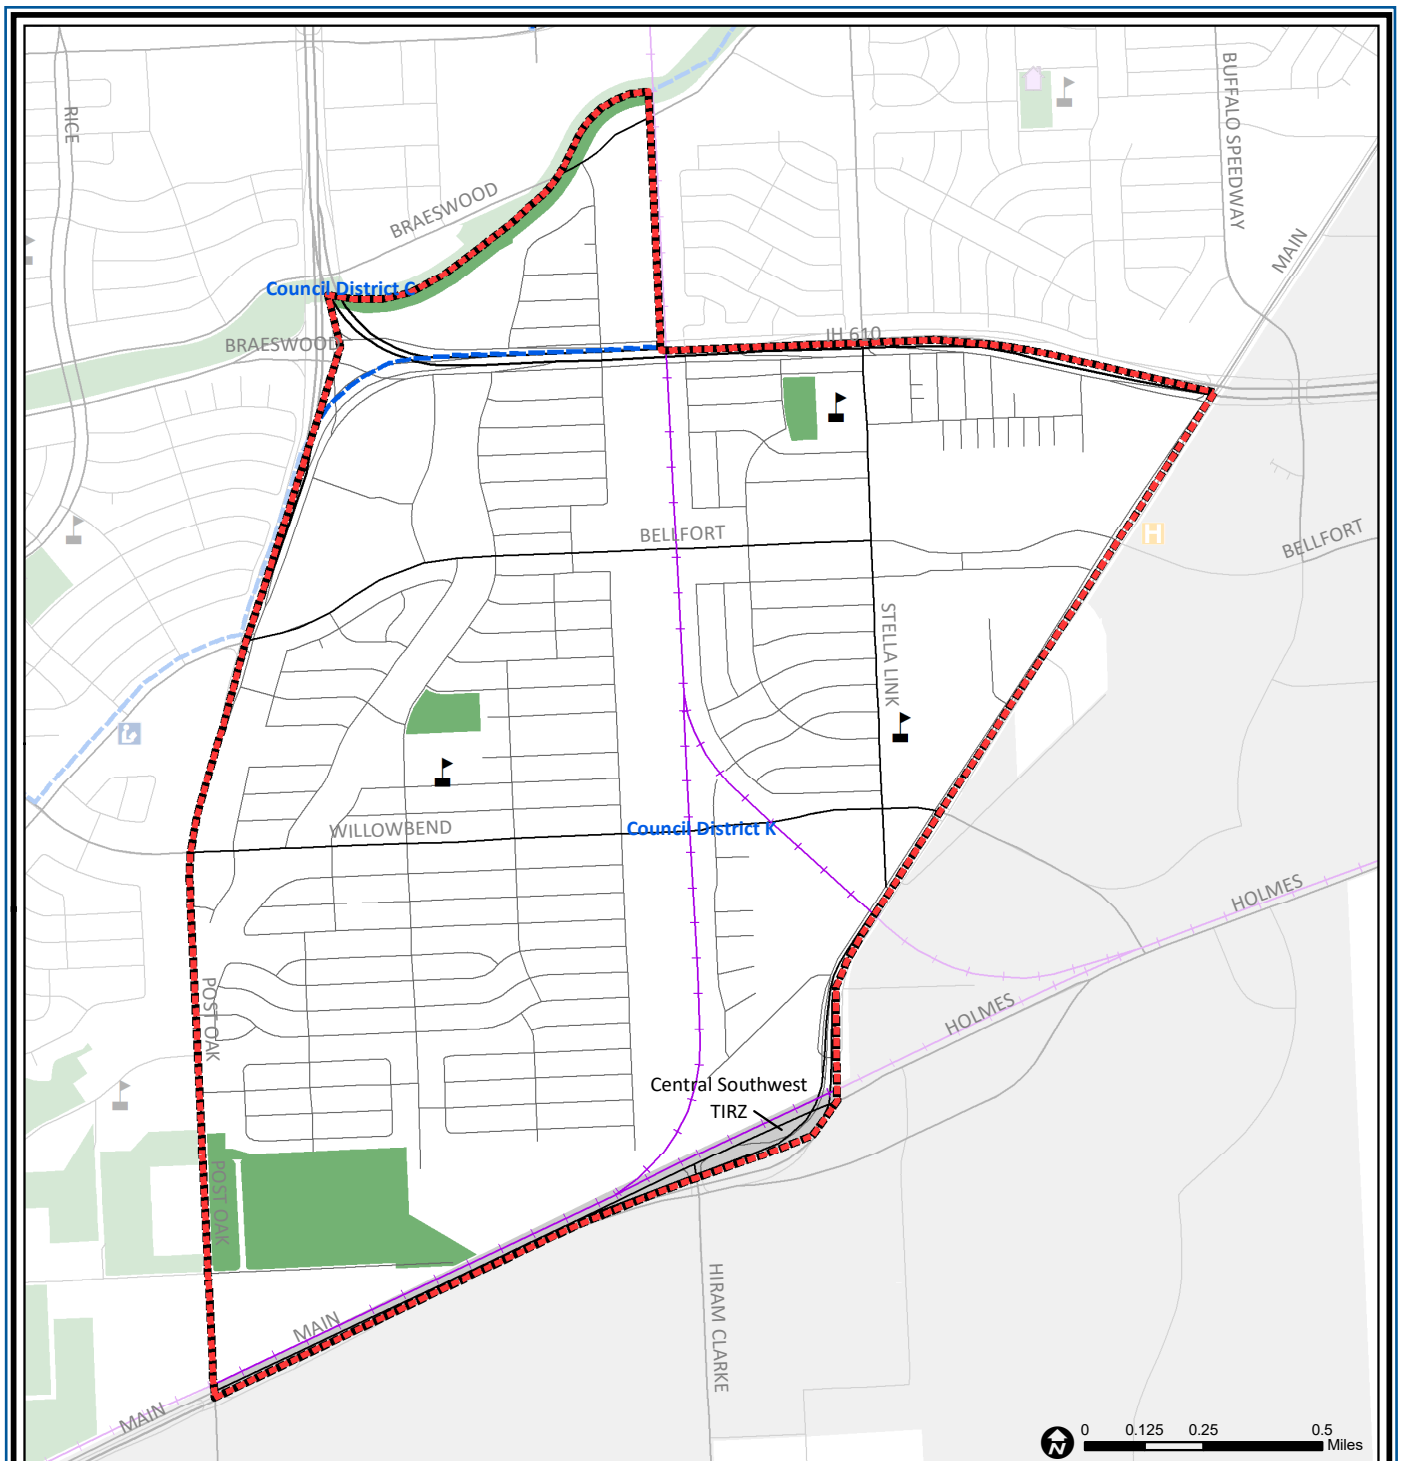 RICE
BUFFALO SPEEDWAY
BRAESWOOD
MAIN
Council District C
IH 610
BRAESWOOD
BELLFORT
BELLFORT
H
STELLA LINK
WILLOWBEND
Council District K
HOLMES
POST OAK
HOLMES
Central Southwest
TIRZ
POST OAK
HIRAM CLARKE
MAIN
MAIN
N
0 0.125 0.25 0.5
Miles